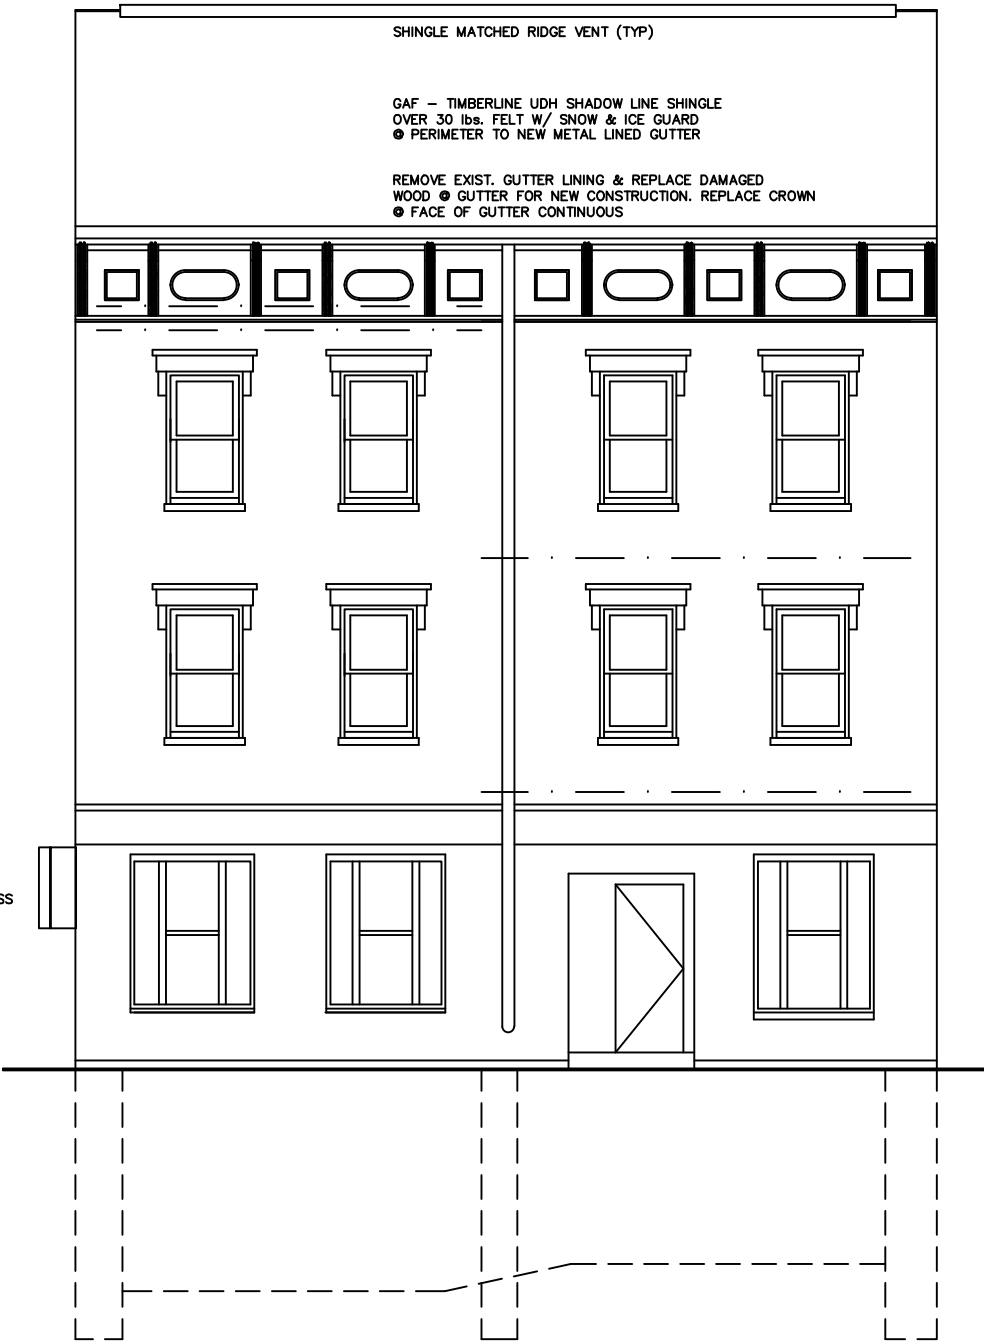 SHINGLE MATCHED RIDGE VENT (TYP)
GAF – TIMBERLINE UDH SHADOW LINE SHINGLE
OVER 30 lbs. FELT W/ SNOW & ICE GUARD
@ PERIMETER TO NEW METAL LINED GUTTER
REMOVE EXIST. GUTTER LINING & REPLACE DAMAGED
WOOD @ GUTTER FOR NEW CONSTRUCTION. REPLACE CROWN
@ FACE OF GUTTER CONTINUOUS